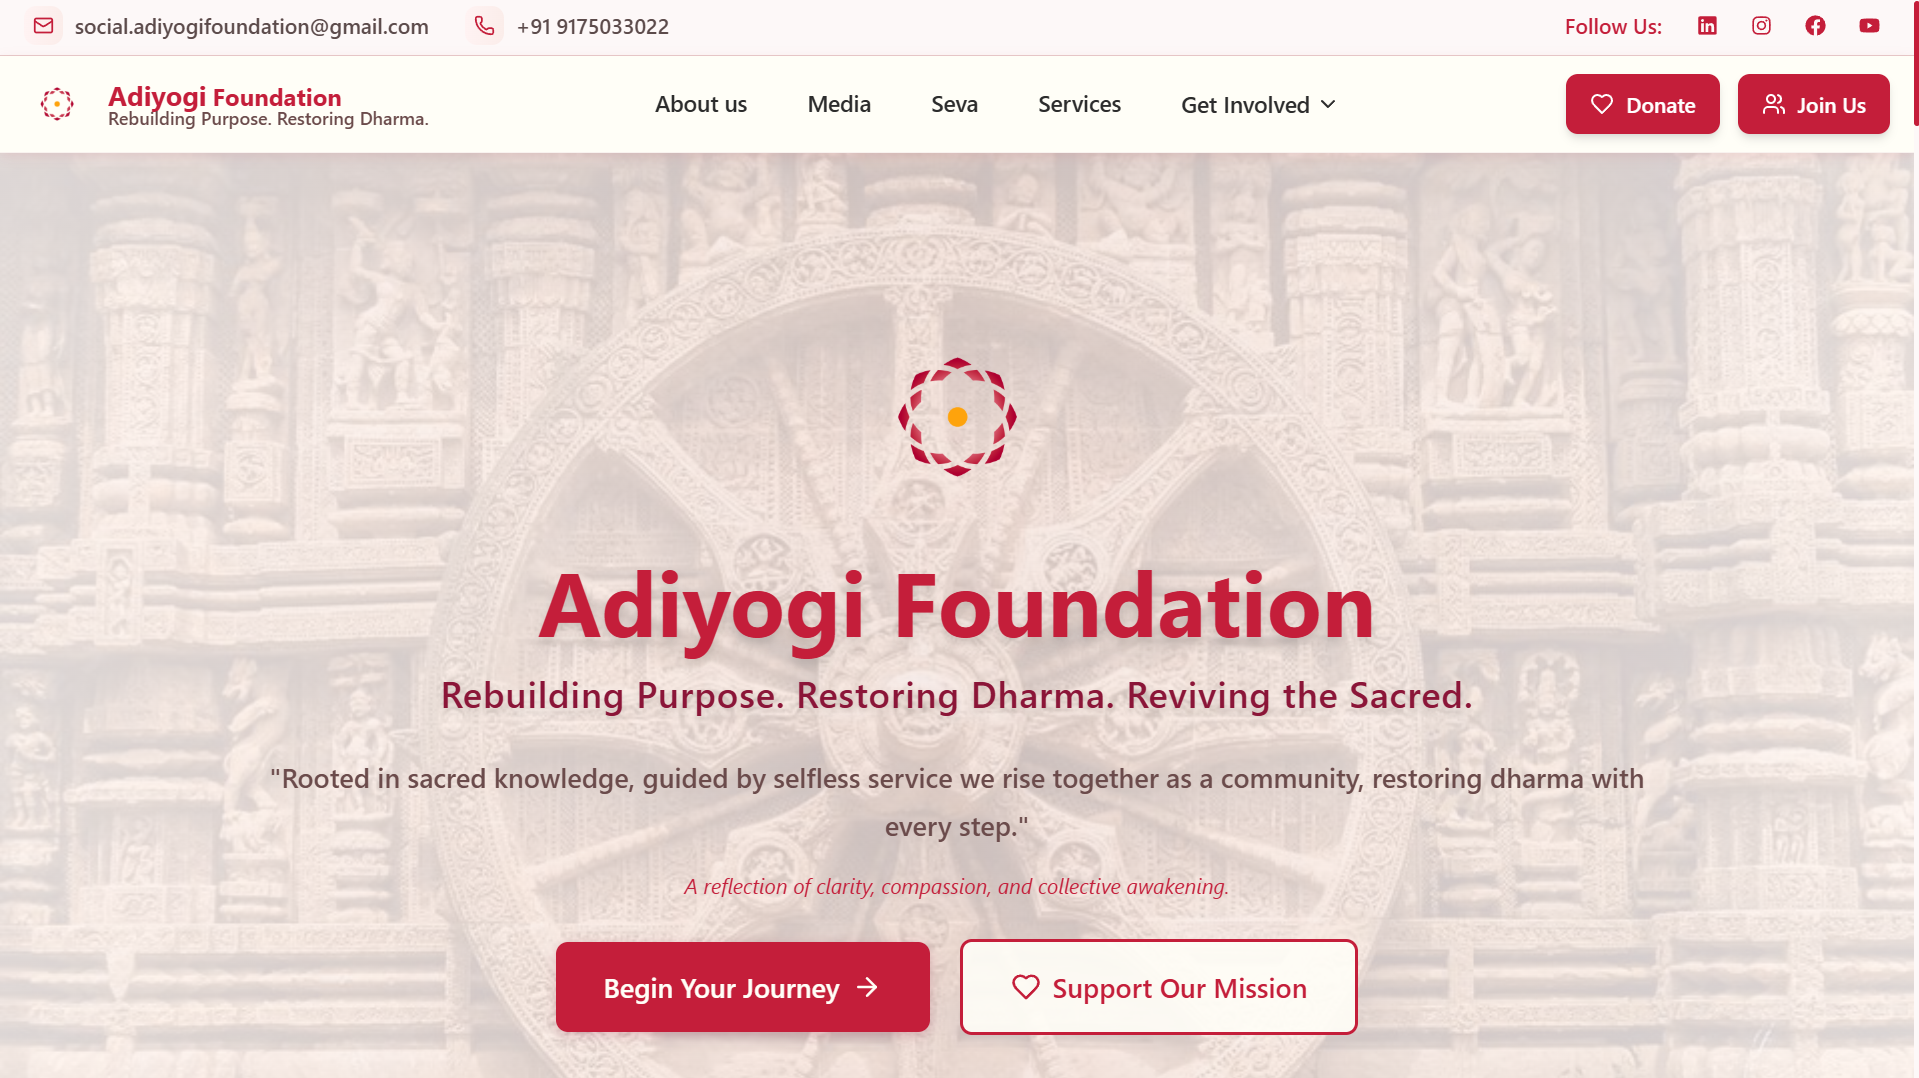 social.adiyogifoundation@gmail.com
+91 9175033022
Follow Us:
Adiyogi Foundation
Rebuilding Purpose. Restoring Dharma.
About us
Media
Seva
Services
Get Involved
Donate
Join Us
Adiyogi Foundation
Rebuilding Purpose. Restoring Dharma. Reviving the Sacred.
"Rooted in sacred knowledge, guided by selfless service we rise together as a community, restoring dharma with
every step."
A reflection of clarity, compassion, and collective awakening.
Begin Your Journey
Support Our Mission